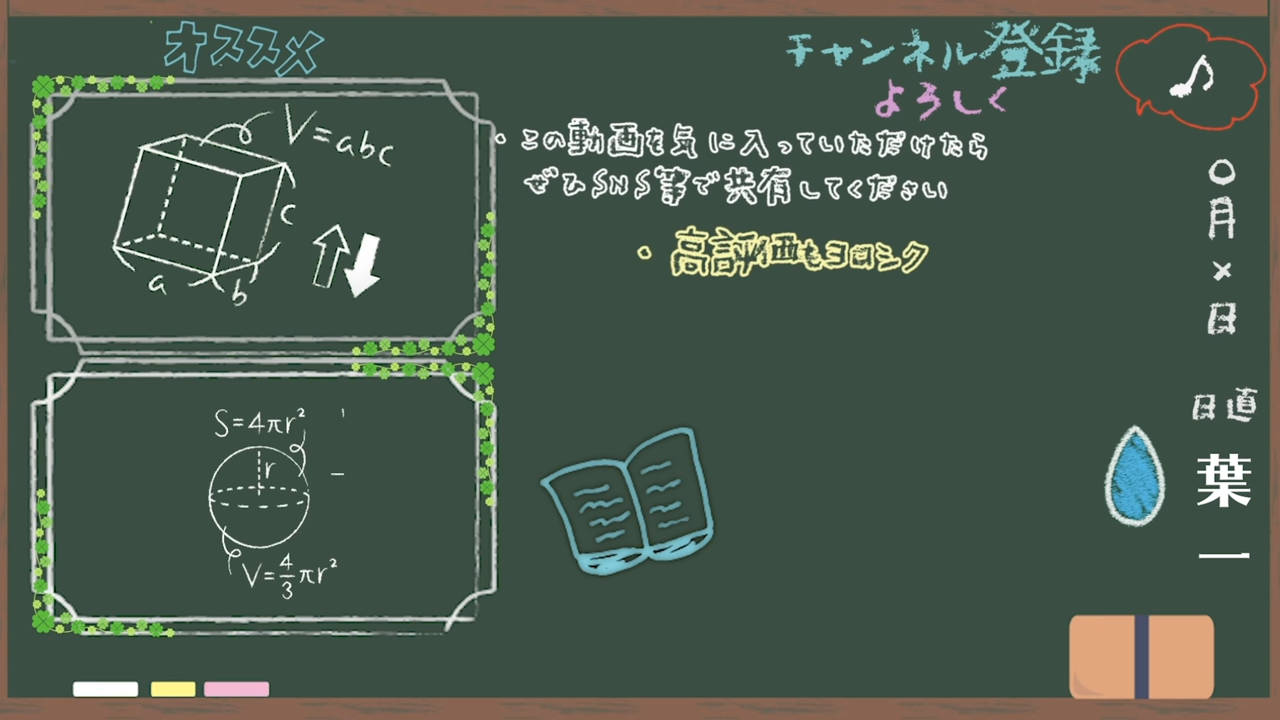 オススメ
V=abc
c
a
b
S=4πr²
r
V=4/3πr²
チャンネル登録
よろしく
・この動画を気に入っていただけたら
ぜひSNS等で共有してください
・高評価もヨロシク
〇月×日
日直
葉一